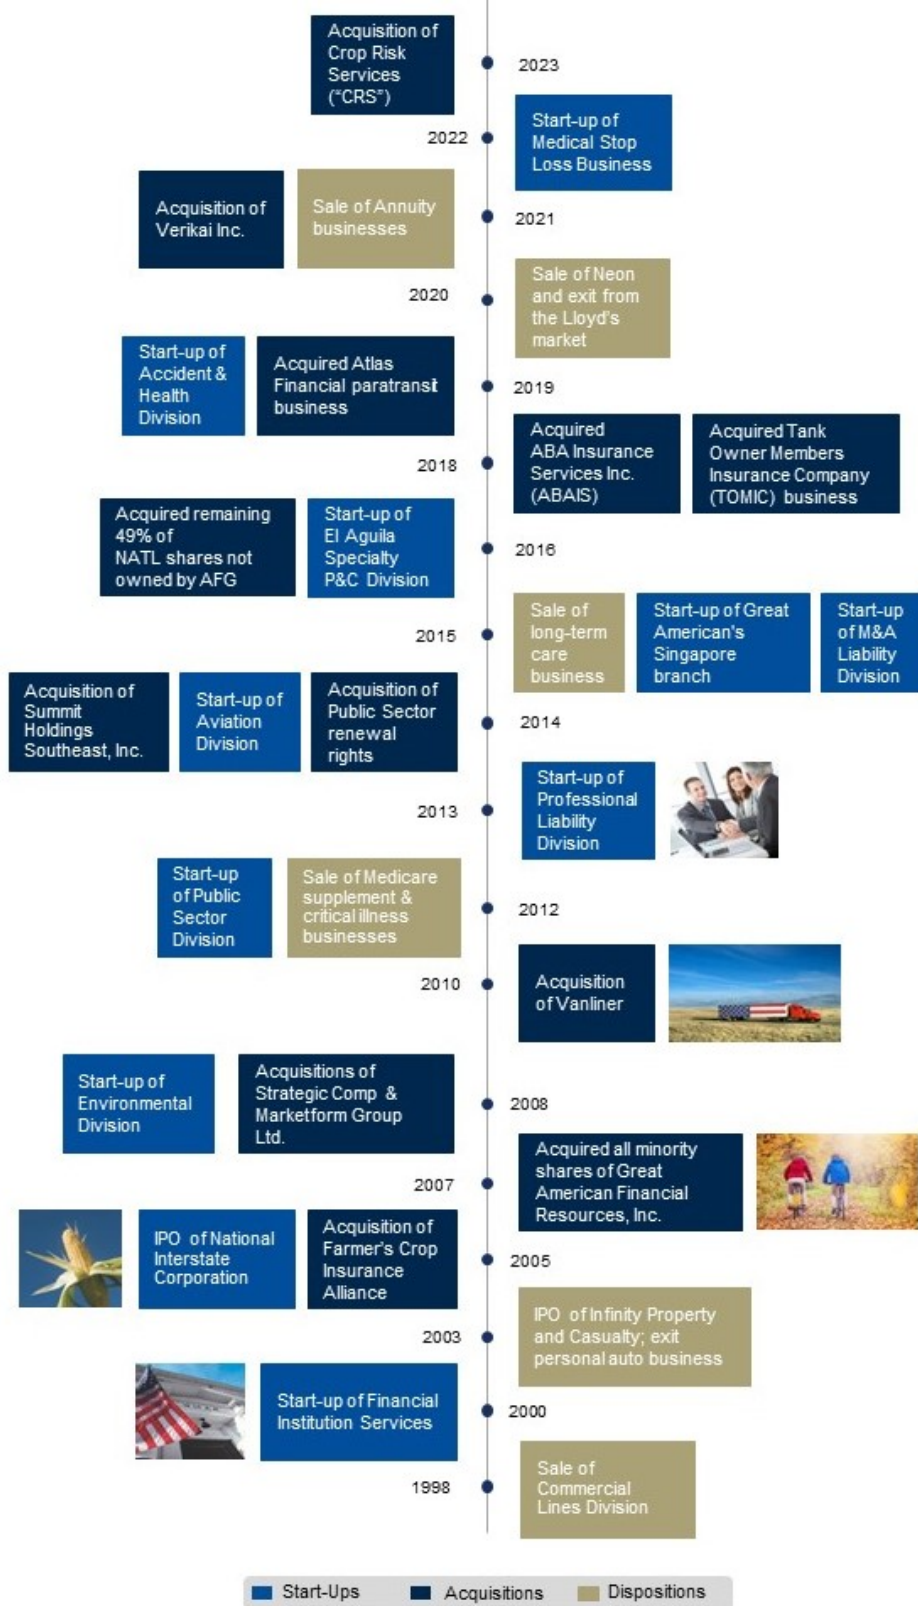 Acquisition of
Crop Risk
Services
("CRS")
2023
2022
Start-up of
Medical Stop
Loss Business
Acquisition of
Verikai Inc.
Sale of Annuity
businesses
2021
2020
Sale of Neon
and exit from
the Lloyd's
market
Start-up of
Accident &
Health
Division
Acquired Atlas
Financial paratransit
business
2019
2018
Acquired
ABA Insurance
Services Inc.
(ABAIS)
Acquired Tank
Owner Members
Insurance Company
(TOMIC) business
Acquired remaining
49% of
NATL shares not
owned by AFG
Start-up of
El Aguila
Specialty
P&C Division
2016
2015
Sale of
long-term
care
business
Start-up of Great
American's
Singapore
branch
Start-up
of M&A
Liability
Division
Acquisition of
Summit
Holdings
Southeast, Inc.
Start-up of
Aviation
Division
Acquisition of
Public Sector
renewal
rights
2014
2013
Start-up of
Professional
Liability
Division
Start-up
of Public
Sector
Division
Sale of Medicare
supplement &
critical illness
businesses
2012
2010
Acquisition
of Vanliner
Start-up of
Environmental
Division
Acquisitions of
Strategic Comp &
Marketform Group
Ltd.
2008
2007
Acquired all minority
shares of Great
American Financial
Resources, Inc.
IPO of National
Interstate
Corporation
Acquisition of
Farmer's Crop
Insurance
Alliance
2005
2003
IPO of Infinity Property
and Casualty; exit
personal auto business
Start-up of Financial
Institution Services
2000
1998
Sale of
Commercial
Lines Division
Start-Ups
Acquisitions
Dispositions